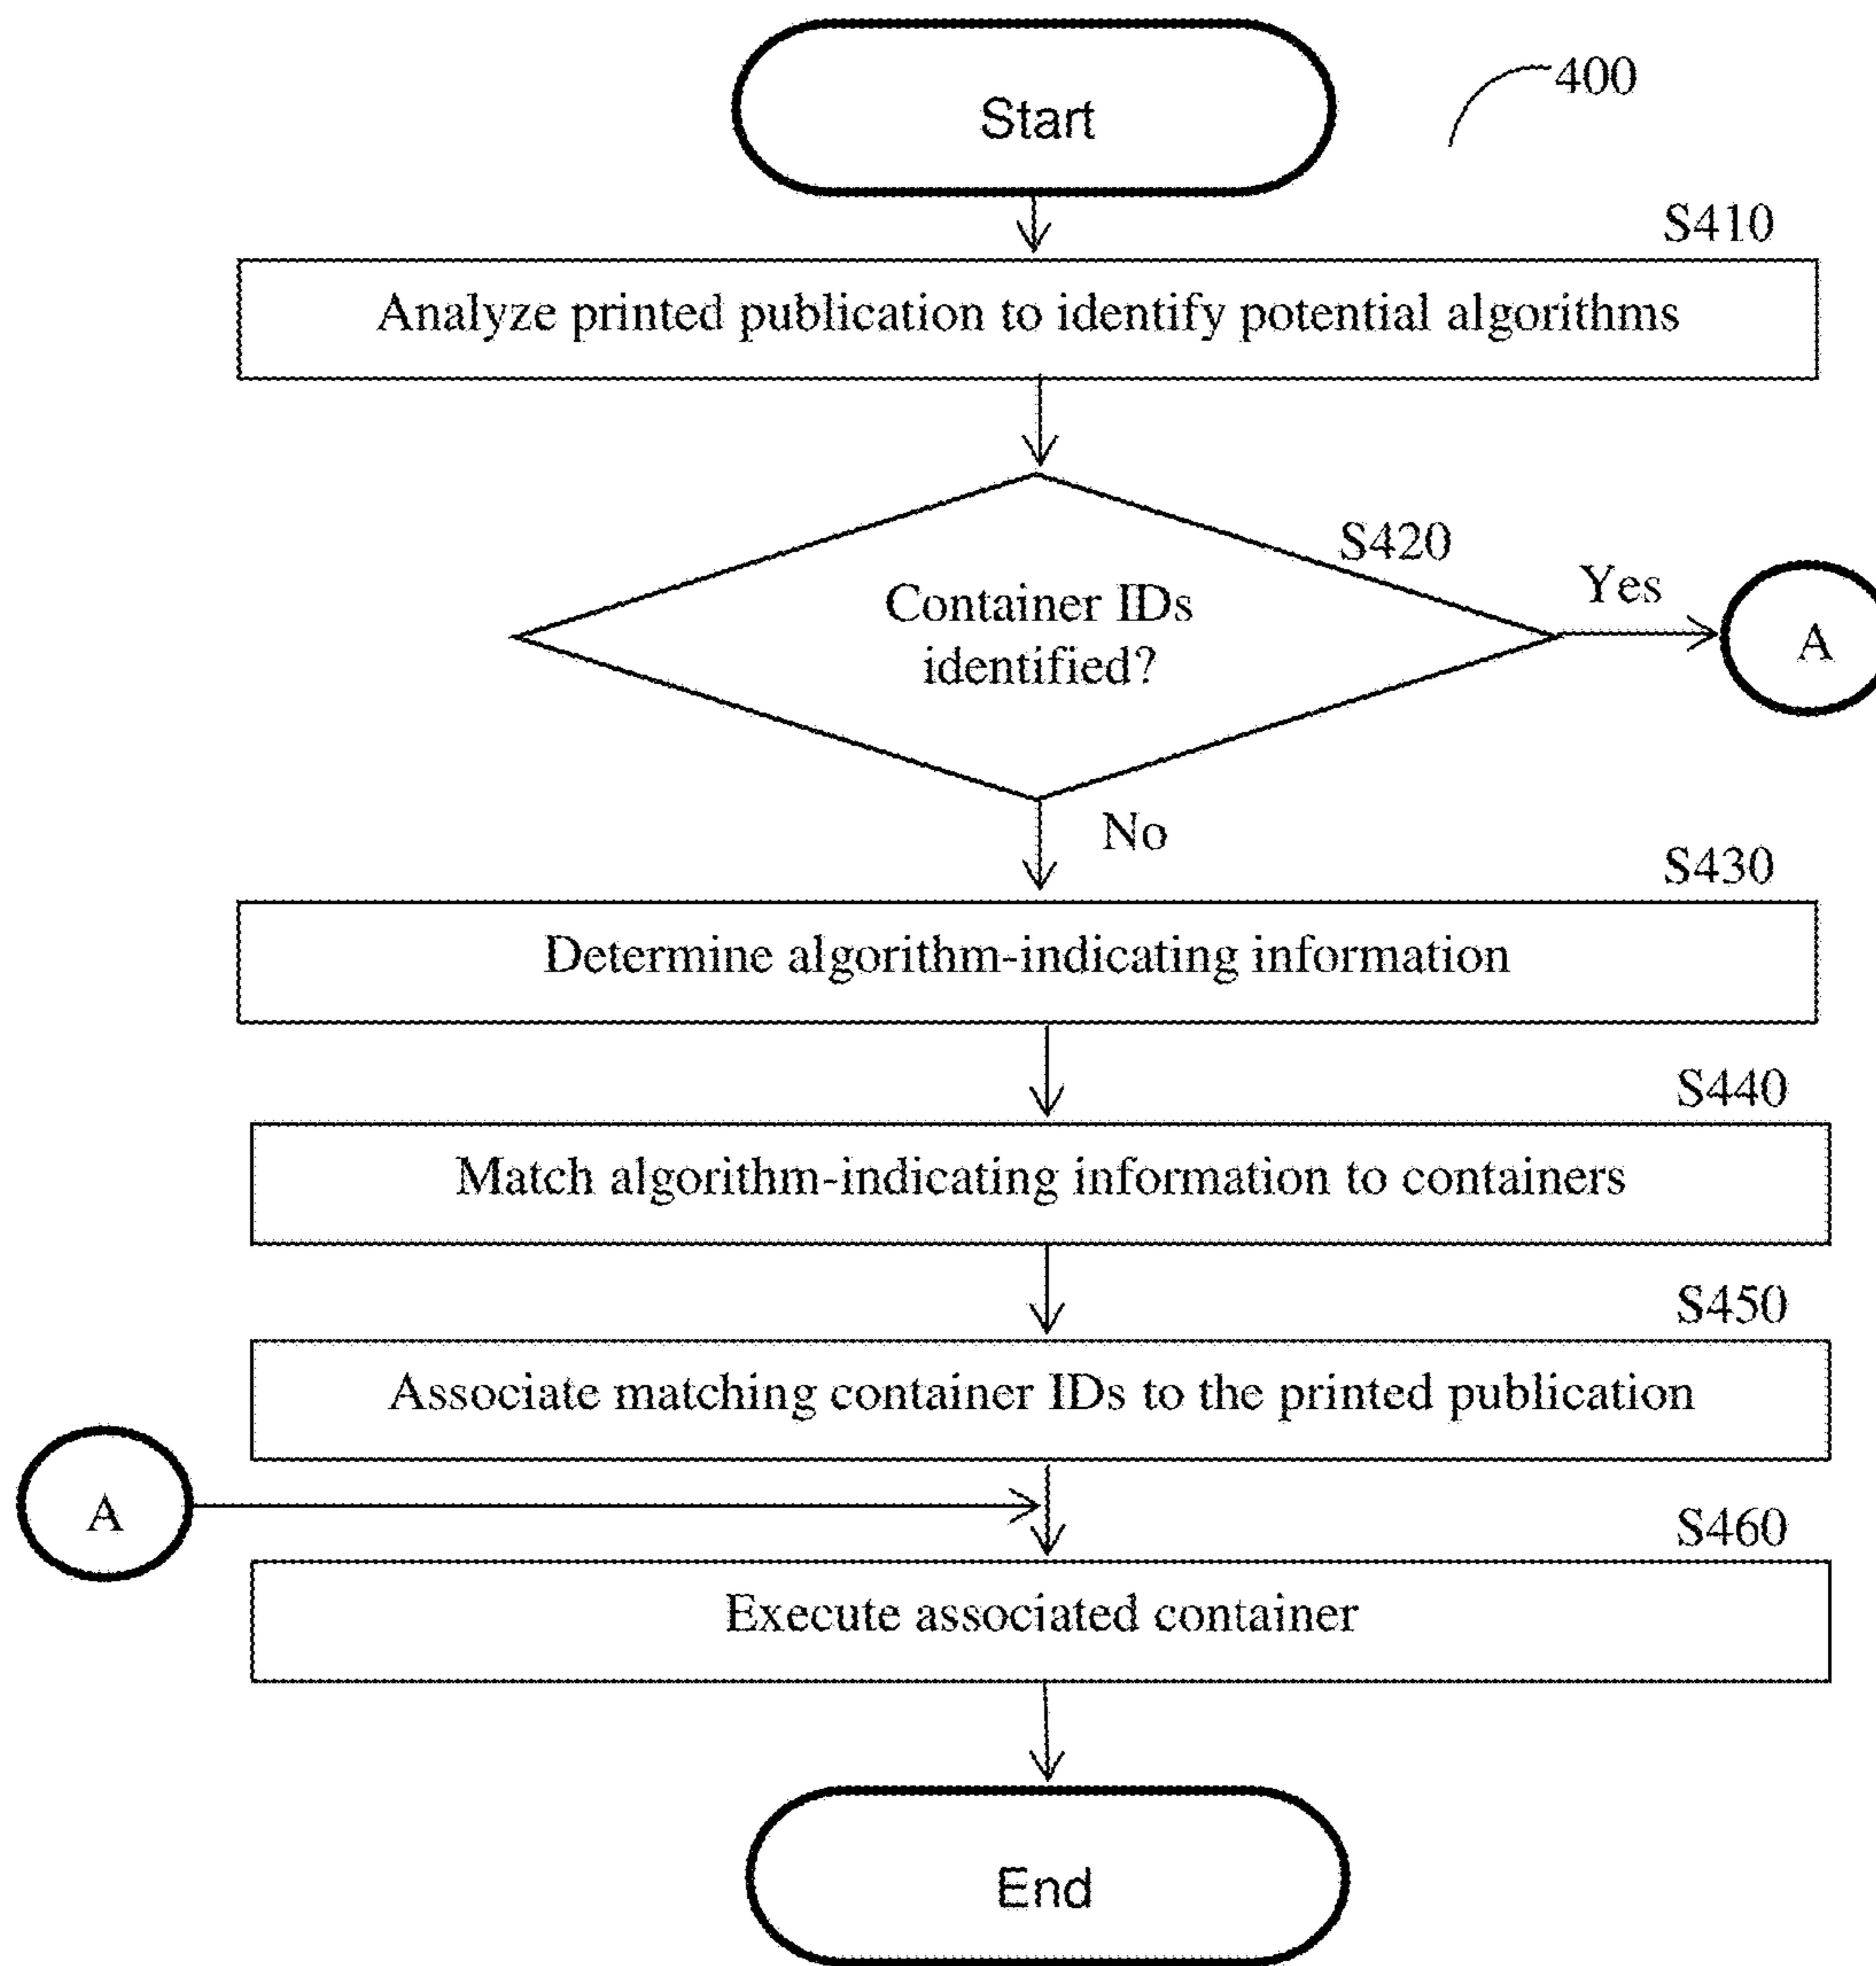 Start
400
S410
Analyze printed publication to identify potential algorithms
S420
Container IDs
identified?
Yes
A
No
S430
Determine algorithm-indicating information
S440
Match algorithm-indicating information to containers
S450
Associate matching container IDs to the printed publication
A
S460
Execute associated container
End